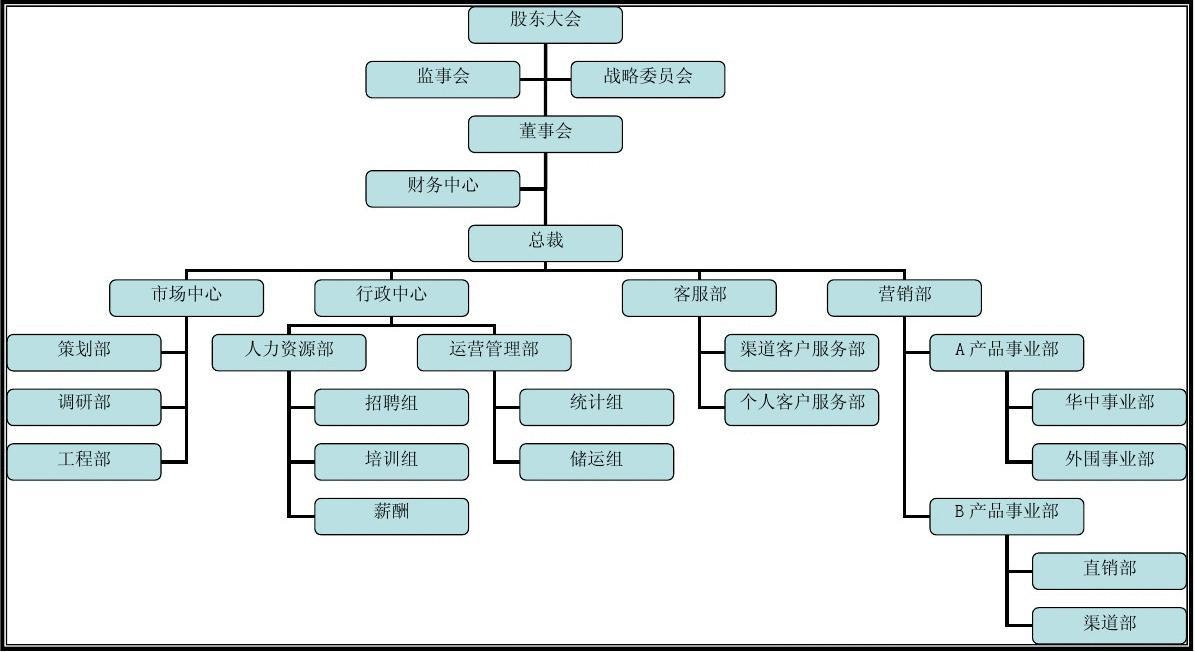 股东大会
监事会
战略委员会
董事会
财务中心
总裁
市场中心
行政中心
客服部
营销部
策划部
人力资源部
运营管理部
渠道客户服务部
A 产品事业部
调研部
招聘组
统计组
个人客户服务部
华中事业部
工程部
培训组
储运组
外围事业部
薪酬
B 产品事业部
直销部
渠道部